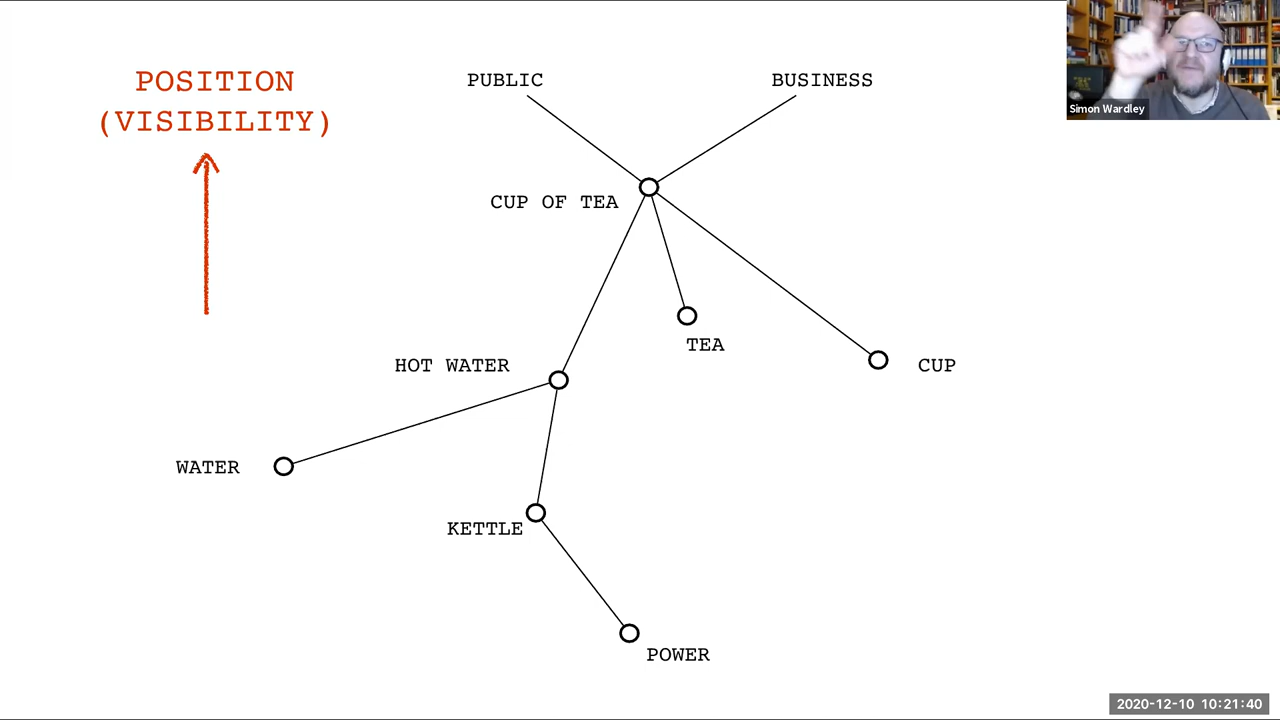 POSITION
(VISIBILITY)
PUBLIC
BUSINESS
Simon Wardley
CUP OF TEA
TEA
HOT WATER
CUP
WATER
KETTLE
POWER
2020-12-10 10:21:40